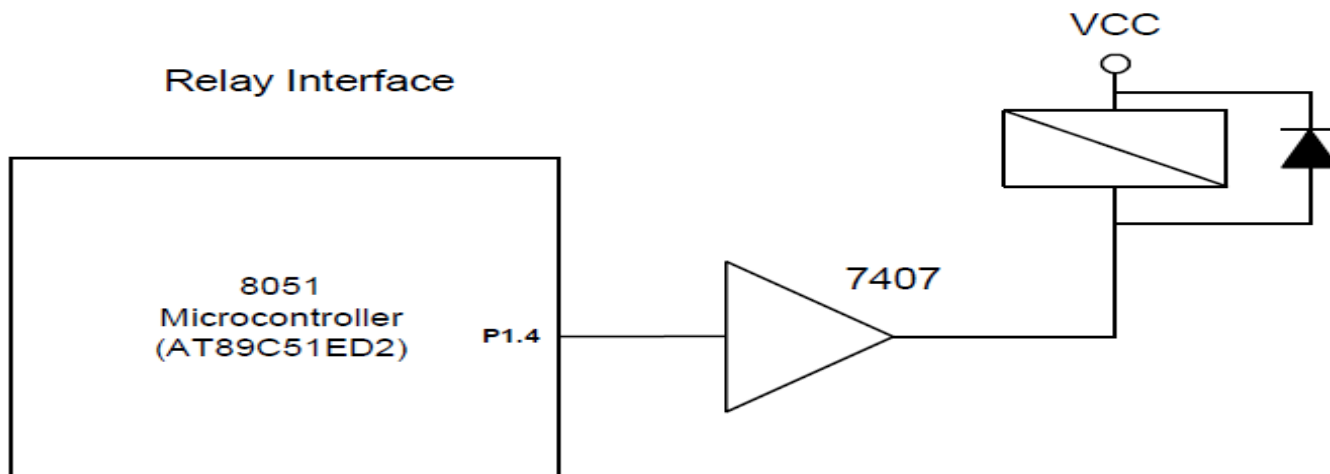 VCC
Relay Interface
7407
8051
Microcontroller
(AT89C51ED2)
P1.4